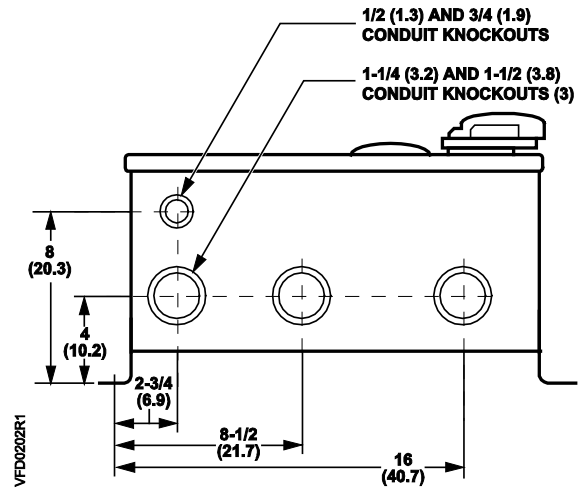 1/2 (1.3) AND 3/4 (1.9)
CONDUIT KNOCKOUTS
1-1/4 (3.2) AND 1-1/2 (3.8)
CONDUIT KNOCKOUTS (3)
8
(20.3)
4
(10.2)
2-3/4
(6.9)
8-1/2
(21.7)
16
(40.7)
VFD0202R1